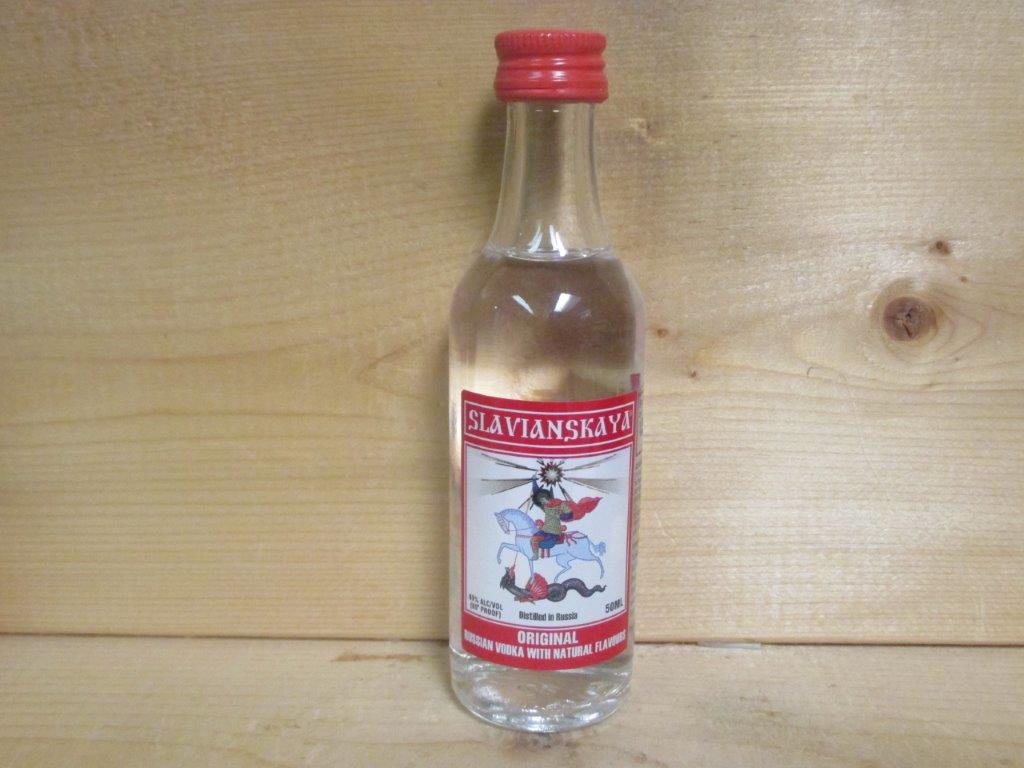 SLAVIANSKAYA
40% ALC/VOL
(80° PROOF)
Distilled in Russia
50ML
ORIGINAL
RUSSIAN VODKA WITH NATURAL FLAVOURS